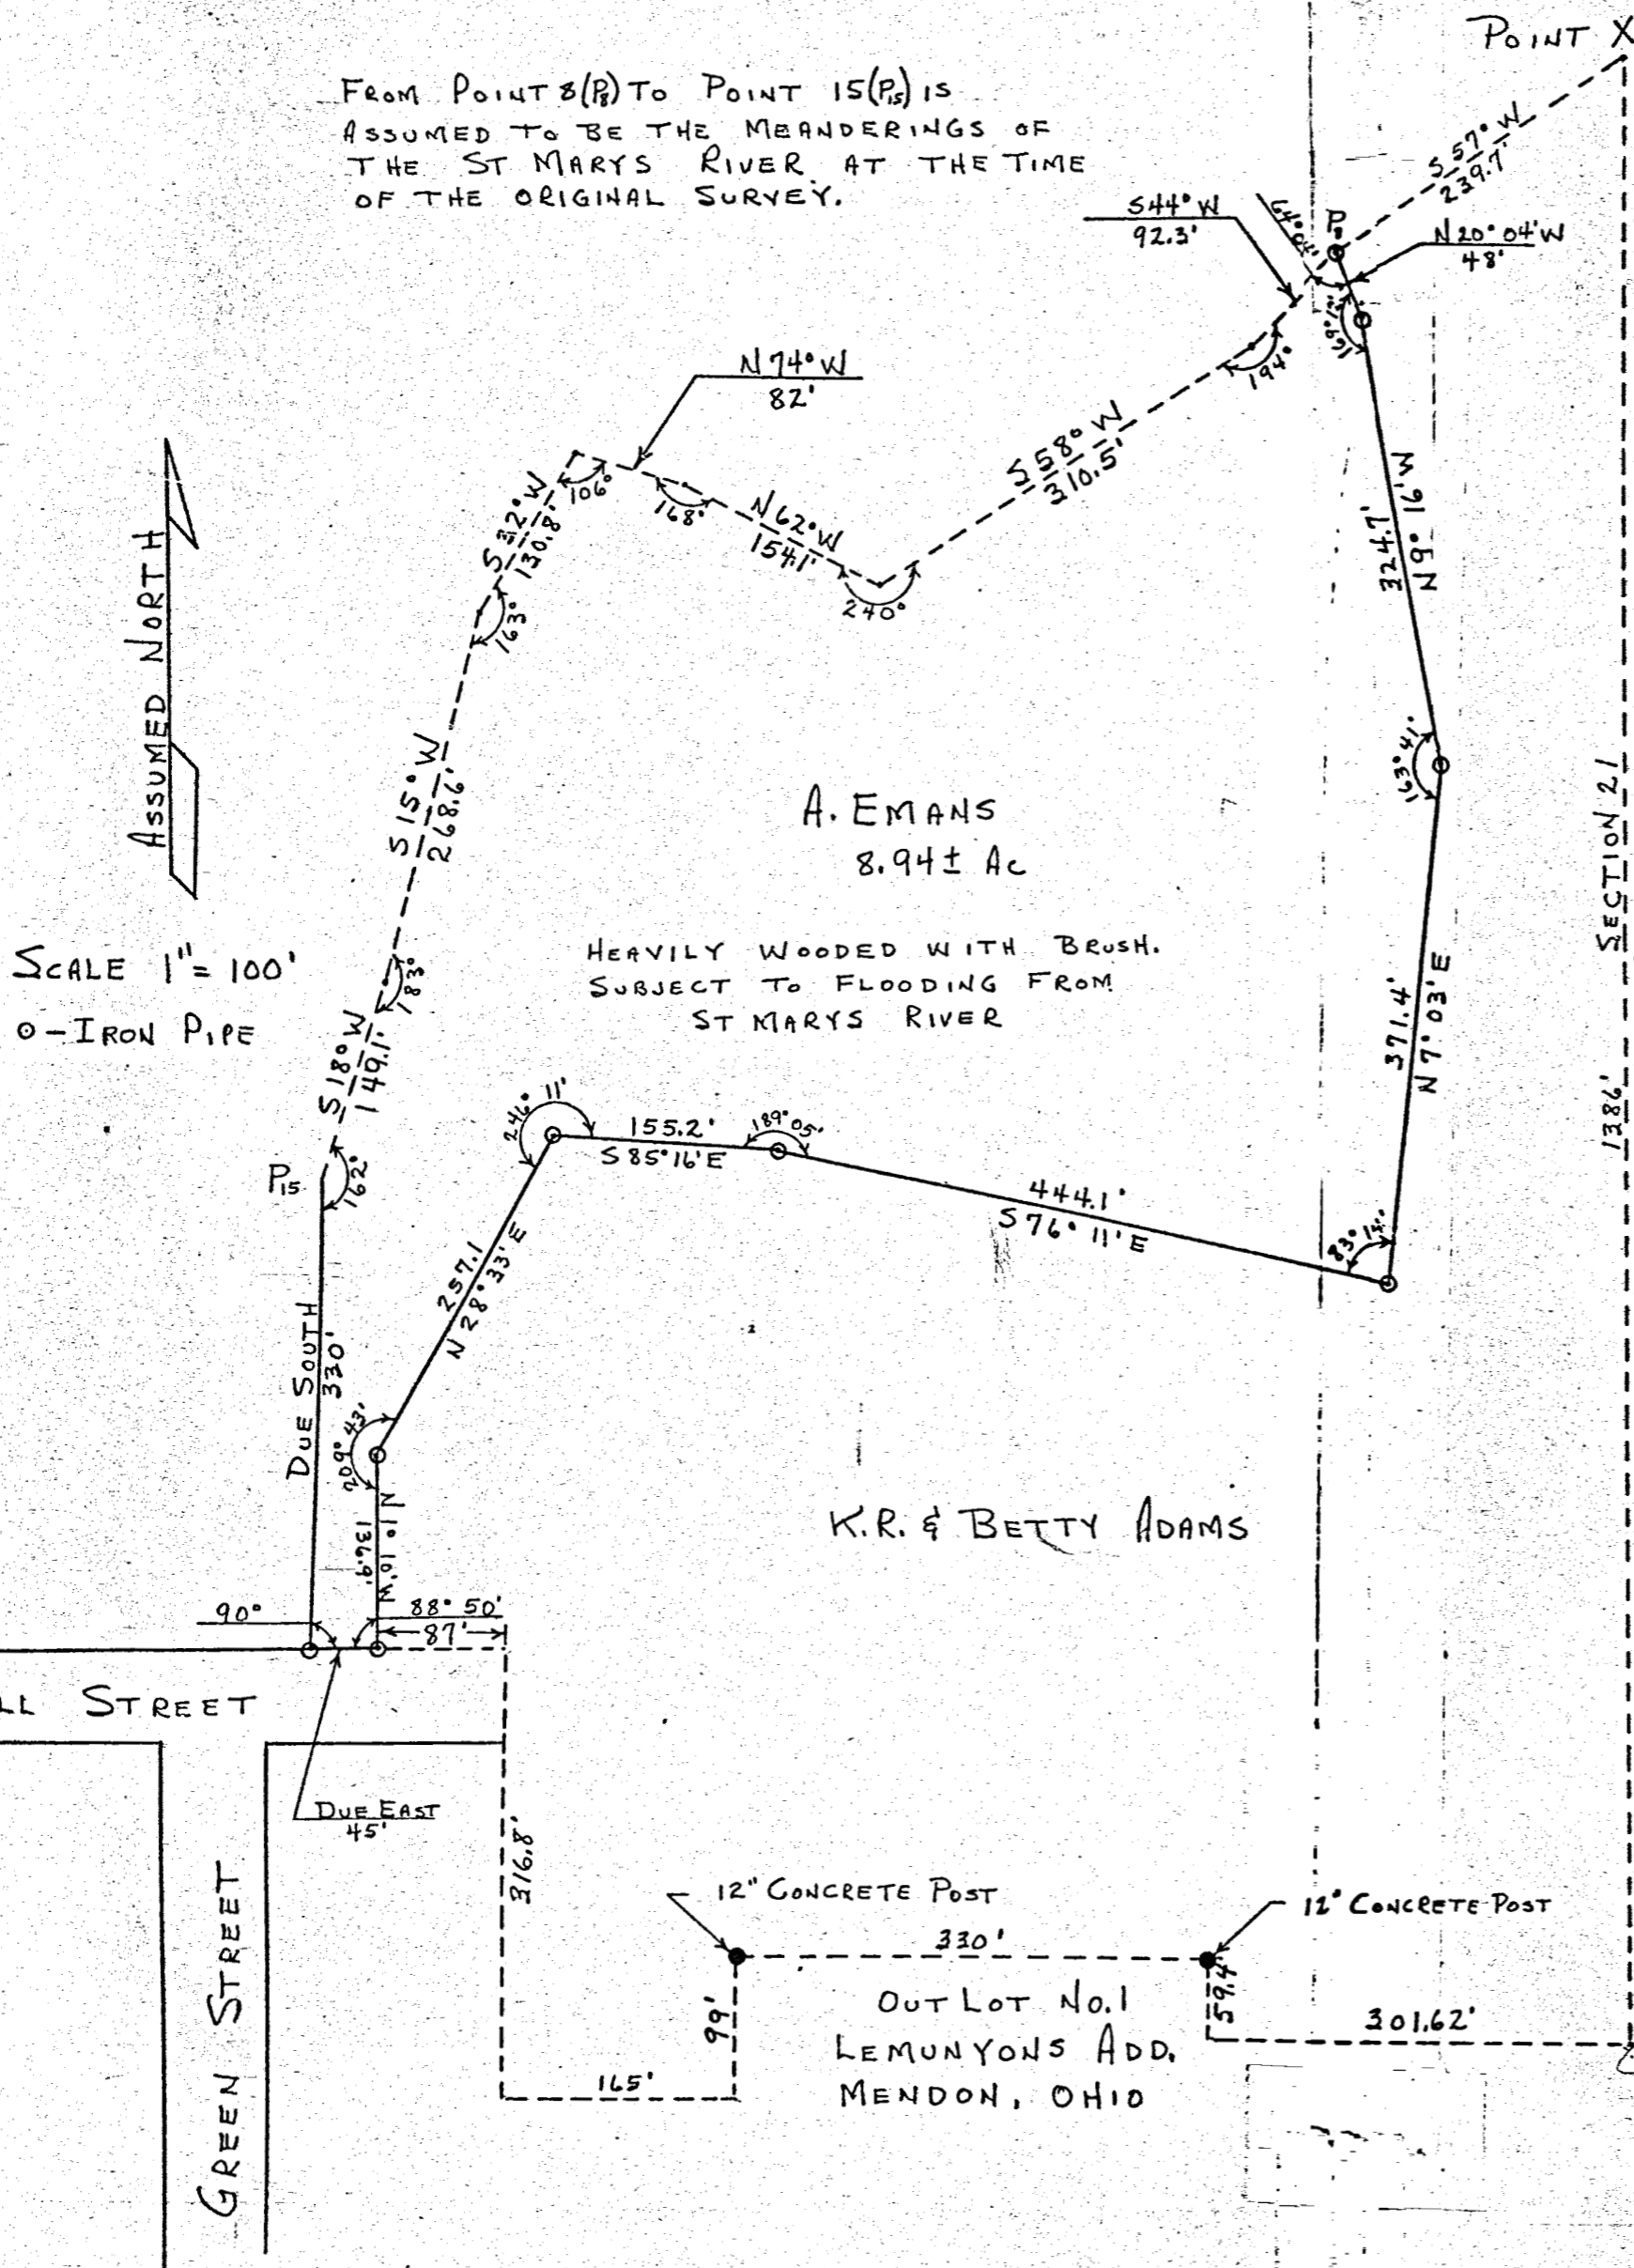 POINT X
FROM POINT 8(P8) TO POINT 15(P15) IS
ASSUMED TO BE THE MEANDERINGS OF
THE ST MARYS RIVER AT THE TIME
OF THE ORIGINAL SURVEY.
S 57° W
239.7'
S44° W
92.3'
64° 04'
P8
N 20° 04' W
48'
169° 12'
194°
N 74° W
82'
S 58° W
310.5'
N 9° 16' W
324.7'
106°
168°
N 62° W
154.1'
240°
S 32° W
130.8'
163°
ASSUMED NORTH
S 15° W
268.6'
163° 41'
A. EMANS
8.94± AC
SECTION 21
1386'
HEAVILY WOODED WITH BRUSH.
SUBJECT TO FLOODING FROM
ST MARYS RIVER
SCALE 1"= 100'
⊙ - IRON PIPE
183°
S 18° W
149.1'
371.4'
N 7° 03' E
246° 11'
155.2'
S 85° 16' E
189° 05'
P15
162°
444.1'
S 76° 11' E
83° 14'
257.1
N 28° 33' E
DUE SOUTH
330'
209° 43'
N 1° 10' W
136.9'
K.R. & BETTY ADAMS
90°
88° 50'
87'
LL STREET
DUE EAST
45'
316.8'
GREEN STREET
12" CONCRETE POST
12" CONCRETE POST
330'
99'
59.4'
OUT LOT NO.1
LEMUNYONS ADD.
MENDON, OHIO
301.62'
165'